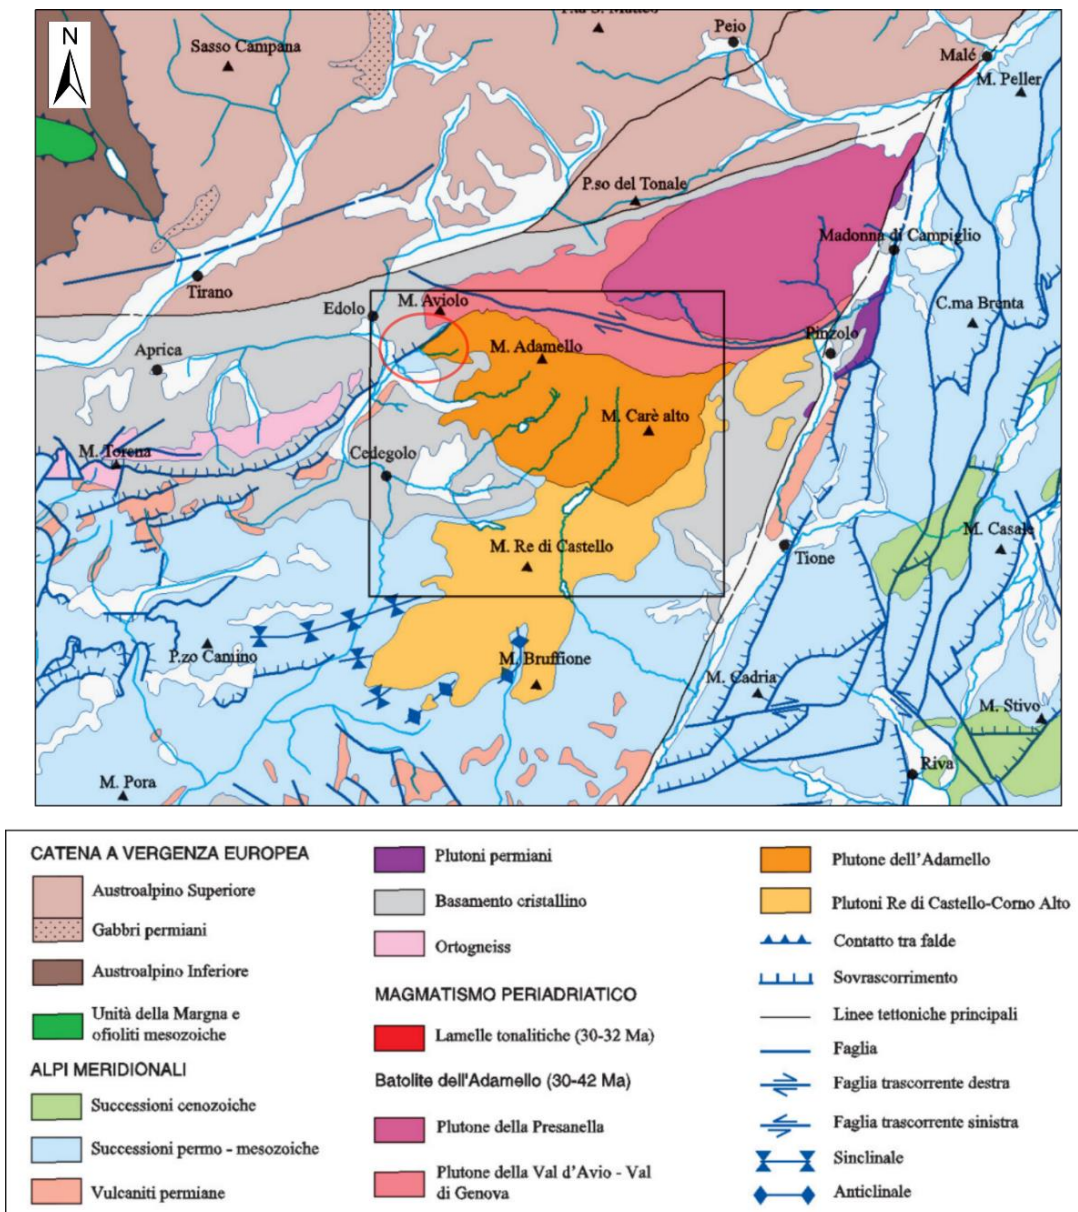 N
P.ta S. Matteo
Peio
Sasso Campana
Malé
M. Peller
P.so del Tonale
Madonna di Campiglio
Tirano
M. Aviolo
Edolo
C.ma Brenta
Pinzolo
Aprica
M. Adamello
M. Carè alto
M. Torena
Cedegolo
M. Casale
M. Re di Castello
Tione
P.zo Camino
M. Bruffione
M. Cadria
M. Stivo
Riva
M. Pora
CATENA A VERGENZA EUROPEA
Austroalpino Superiore
Gabbri permiani
Austroalpino Inferiore
Unità della Margna e
ofioliti mesozoiche
ALPI MERIDIONALI
Successioni cenozoiche
Successioni permo - mesozoiche
Vulcaniti permiane
Plutoni permiani
Basamento cristallino
Ortogneiss
MAGMATISMO PERIADRIATICO
Lamelle tonalitiche (30-32 Ma)
Batolite dell'Adamello (30-42 Ma)
Plutone della Presanella
Plutone della Val d'Avio - Val
di Genova
Plutone dell'Adamello
Plutoni Re di Castello-Corno Alto
Contatto tra falde
Sovrascorrimento
Linee tettoniche principali
Faglia
Faglia trascorrente destra
Faglia trascorrente sinistra
Sinclinale
Anticlinale